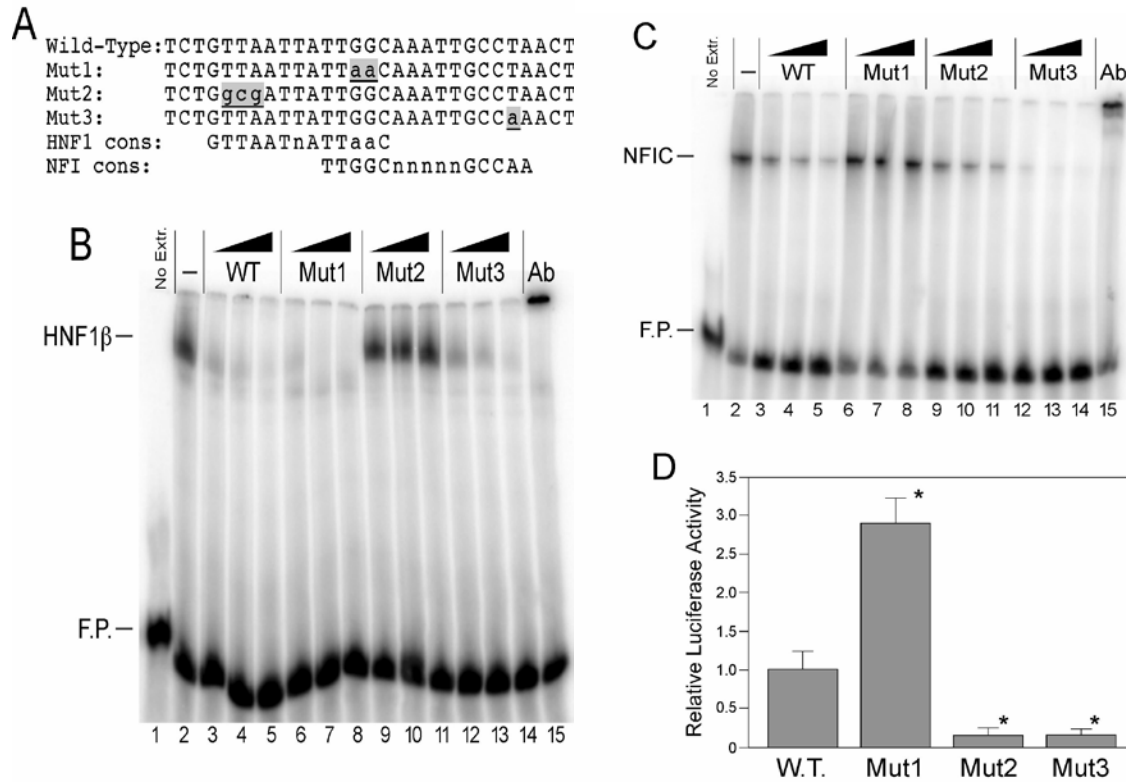 A
Wild-Type:TCTGTTAATTATTGGCAAATTGCCTAACT
Mut1: TCTGTTAATTATTaaCAAATTGCCTAACT
Mut2: TCTGgcgATTATTGGCAAATTGCCTAACT
Mut3: TCTGTTAATTATTGGCAAATTGCCaAACT
HNF1 cons: GTTAATnATTaaC
NFI cons: TTGGCnnnnnGCCAA
B
No Extr. – WT Mut1 Mut2 Mut3 Ab
HNF1β
F.P.
1 2 3 4 5 6 7 8 9 10 11 12 13 14 15
C
No Extr. – WT Mut1 Mut2 Mut3 Ab
NFIC
F.P.
1 2 3 4 5 6 7 8 9 10 11 12 13 14 15
D
Relative Luciferase Activity
3.5
3.0
2.5
2.0
1.5
1.0
0.5
0
* * *
W.T. Mut1 Mut2 Mut3